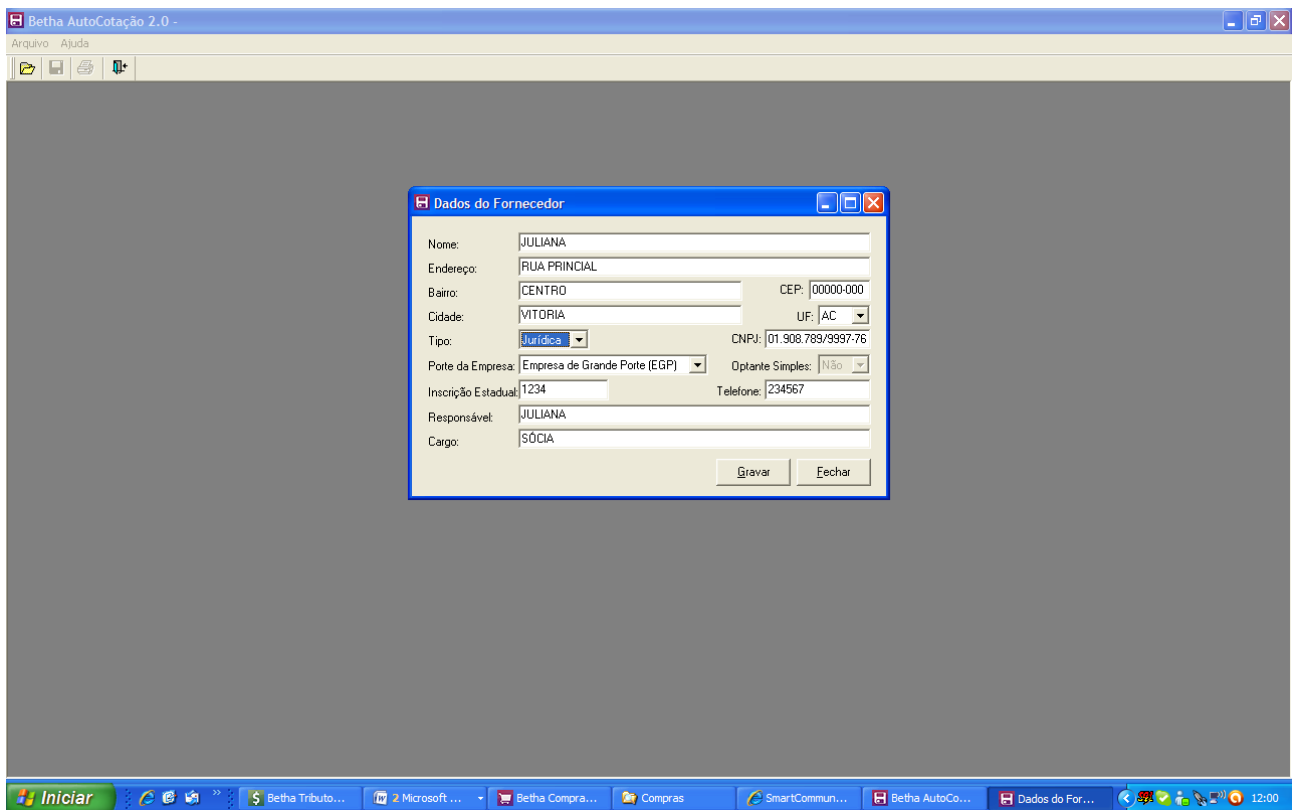 Betha AutoCotação 2.0 -
Arquivo Ajuda
Dados do Fornecedor
Nome: JULIANA
Endereço: RUA PRINCIAL
Bairro: CENTRO CEP: 00000-000
Cidade: VITORIA UF: AC
Tipo: Jurídica CNPJ: 01.908.789/9997-76
Porte da Empresa: Empresa de Grande Porte (EGP) Optante Simples: Não
Inscrição Estadual: 1234 Telefone: 234567
Responsável: JULIANA
Cargo: SÓCIA
Gravar Fechar
Iniciar Betha Tributo... 2 Microsoft ... Betha Compra... Compras SmartCommun... Betha AutoCo... Dados do For... 12:00